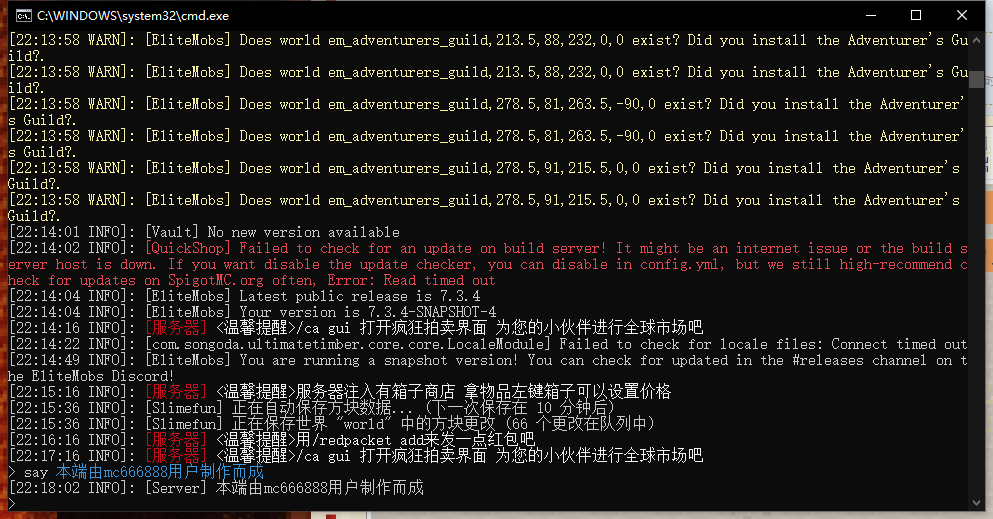 C:\WINDOWS\system32\cmd.exe
[22:13:58 WARN]: [EliteMobs] Does world em_adventurers_guild,213.5,88,232,0,0 exist? Did you install the Adventurer's Gu
ild?.
[22:13:58 WARN]: [EliteMobs] Does world em_adventurers_guild,213.5,88,232,0,0 exist? Did you install the Adventurer's Gu
ild?.
[22:13:58 WARN]: [EliteMobs] Does world em_adventurers_guild,278.5,81,263.5,-90,0 exist? Did you install the Adventurer'
s Guild?.
[22:13:58 WARN]: [EliteMobs] Does world em_adventurers_guild,278.5,81,263.5,-90,0 exist? Did you install the Adventurer'
s Guild?.
[22:13:58 WARN]: [EliteMobs] Does world em_adventurers_guild,278.5,91,215.5,0,0 exist? Did you install the Adventurer's
Guild?.
[22:13:58 WARN]: [EliteMobs] Does world em_adventurers_guild,278.5,91,215.5,0,0 exist? Did you install the Adventurer's
Guild?.
[22:14:01 INFO]: [Vault] No new version available
[22:14:02 INFO]: [QuickShop] Failed to check for an update on build server! It might be an internet issue or the build s
erver host is down. If you want disable the update checker, you can disable in config.yml, but we still high-recommend c
heck for updates on SpigotMC.org often, Error: Read timed out
[22:14:04 INFO]: [EliteMobs] Latest public release is 7.3.4
[22:14:04 INFO]: [EliteMobs] Your version is 7.3.4-SNAPSHOT-4
[22:14:16 INFO]: [服务器] <温馨提醒>/ca gui 打开疯狂拍卖界面 为您的小伙伴进行全球市场吧
[22:14:22 INFO]: [com.songoda.ultimatetimber.core.core.LocaleModule] Failed to check for locale files: Connect timed out
[22:14:49 INFO]: [EliteMobs] You are running a snapshot version! You can check for updated in the #releases channel on t
he EliteMobs Discord!
[22:15:16 INFO]: [服务器] <温馨提醒>服务器注入有箱子商店 拿物品左键箱子可以设置价格
[22:15:36 INFO]: [Slimefun] 正在自动保存方块数据... (下一次保存在 10 分钟后)
[22:15:36 INFO]: [Slimefun] 正在保存世界 "world" 中的方块更改 (66 个更改在队列中)
[22:16:16 INFO]: [服务器] <温馨提醒>用/redpacket add来发一点红包吧
[22:17:16 INFO]: [服务器] <温馨提醒>/ca gui 打开疯狂拍卖界面 为您的小伙伴进行全球市场吧
> say 本端由mc666888用户制作而成
[22:18:02 INFO]: [Server] 本端由mc666888用户制作而成
>